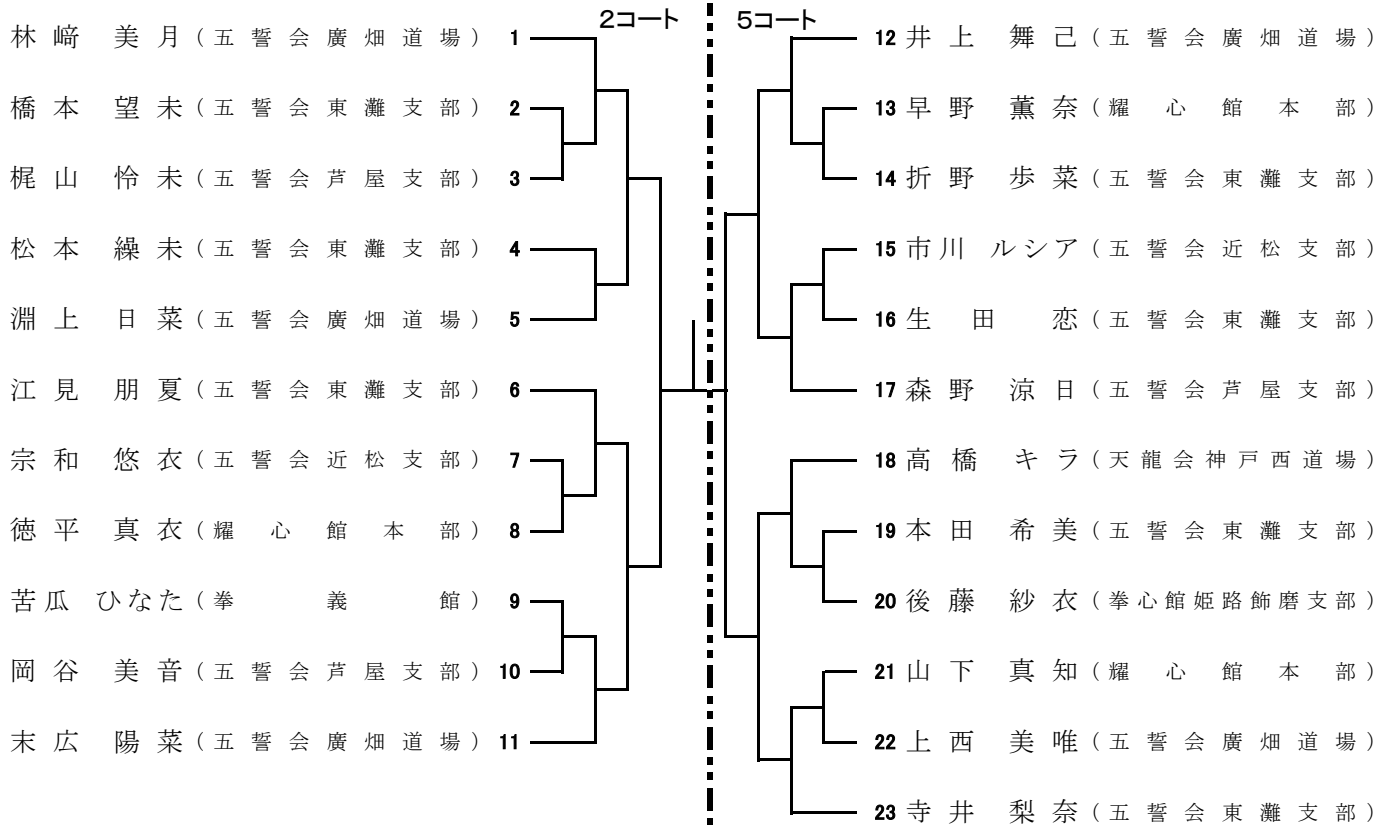 2コート
林﨑 美月(五誓会廣畑道場) 1
橋本 望未(五誓会東灘支部) 2
梶山 怜未(五誓会芦屋支部) 3
松本 繰未(五誓会東灘支部) 4
淵上 日菜(五誓会廣畑道場) 5
江見 朋夏(五誓会東灘支部) 6
宗和 悠衣(五誓会近松支部) 7
徳平 真衣(耀心館本部) 8
苦瓜 ひなた(拳義館) 9
岡谷 美音(五誓会芦屋支部) 10
末広 陽菜(五誓会廣畑道場) 11
5コート
12 井上 舞己(五誓会廣畑道場)
13 早野 薫奈(耀心館本部)
14 折野 歩菜(五誓会東灘支部)
15 市川 ルシア(五誓会近松支部)
16 生田 恋(五誓会東灘支部)
17 森野 涼日(五誓会芦屋支部)
18 高橋 キラ(天龍会神戸西道場)
19 本田 希美(五誓会東灘支部)
20 後藤 紗衣(拳心館姫路飾磨支部)
21 山下 真知(耀心館本部)
22 上西 美唯(五誓会廣畑道場)
23 寺井 梨奈(五誓会東灘支部)